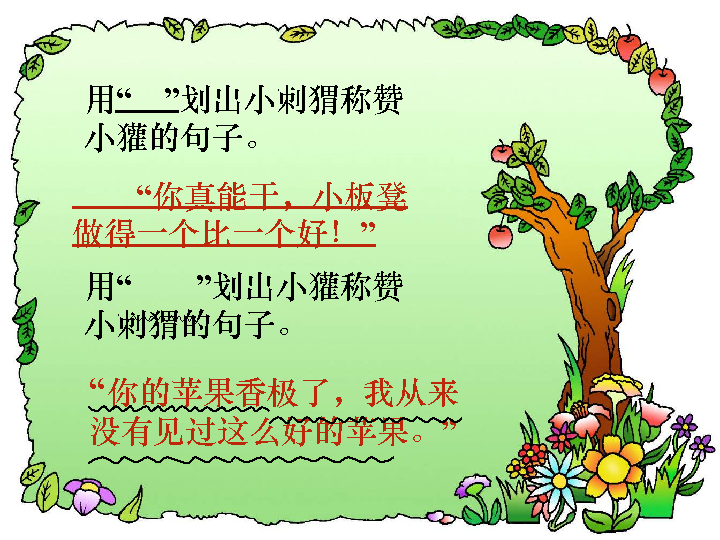 用“　”划出小刺猬称赞
小獾的句子。
“你真能干，小板凳
做得一个比一个好！”
用“　　”划出小獾称赞
小刺猬的句子。
“你的苹果香极了，我从来
没有见过这么好的苹果。”